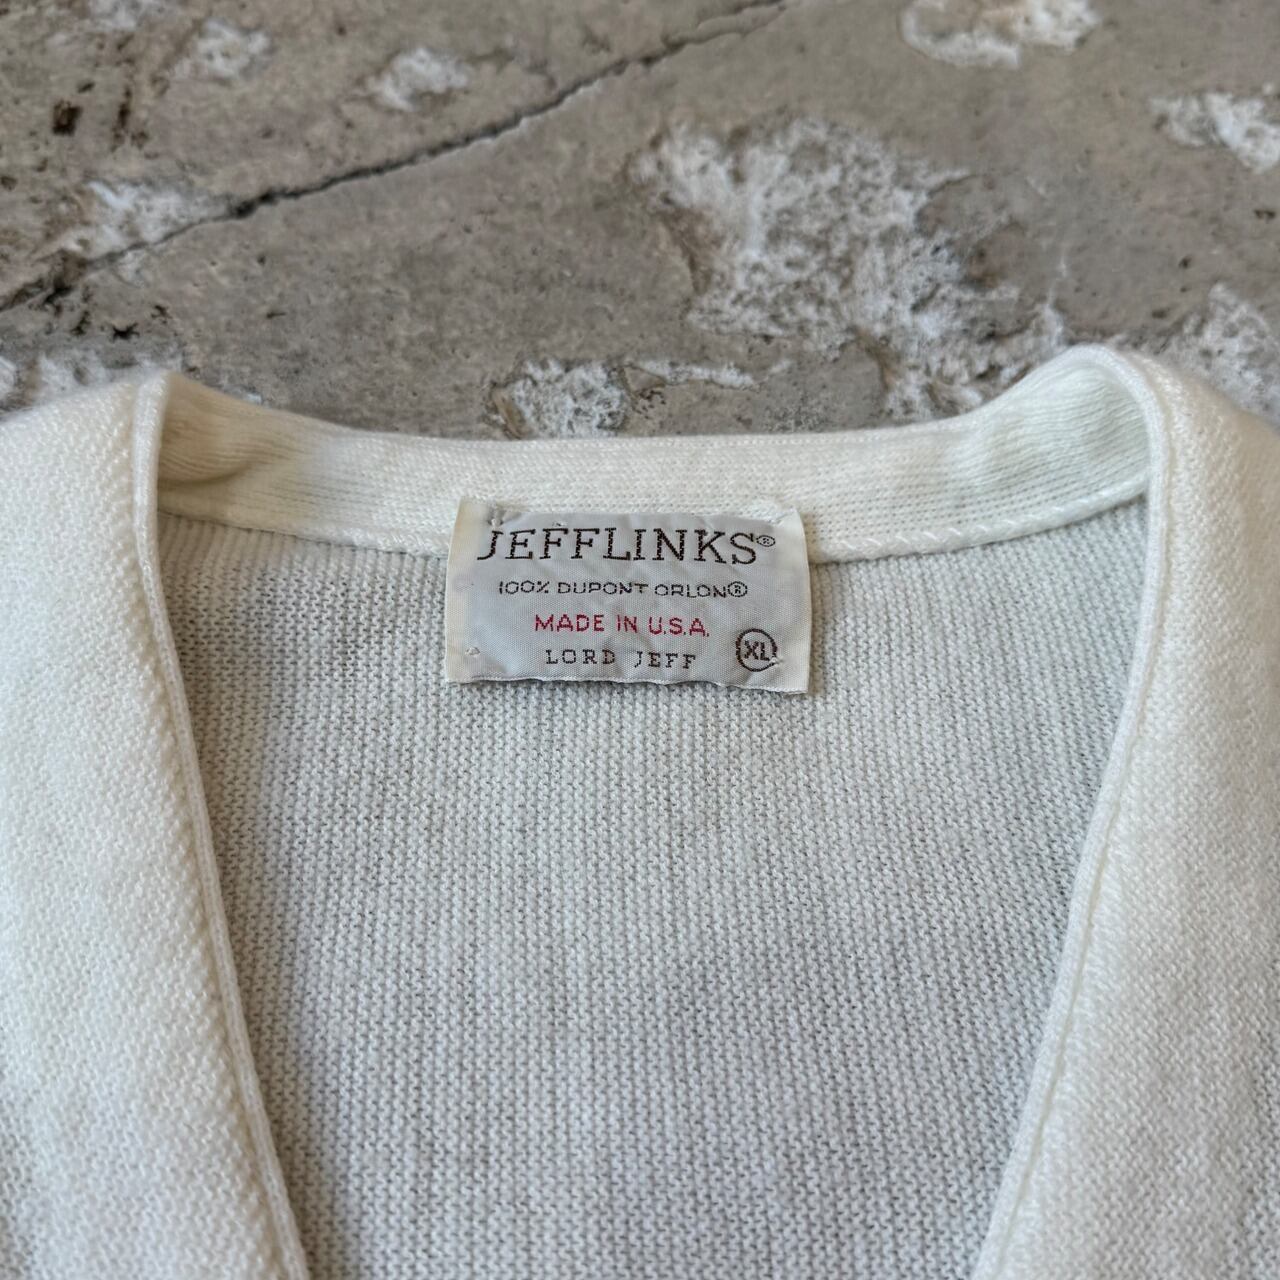 JEFFLINKS®
100% DUPONT ORLON®
MADE IN U.S.A.
LORD JEFF XL